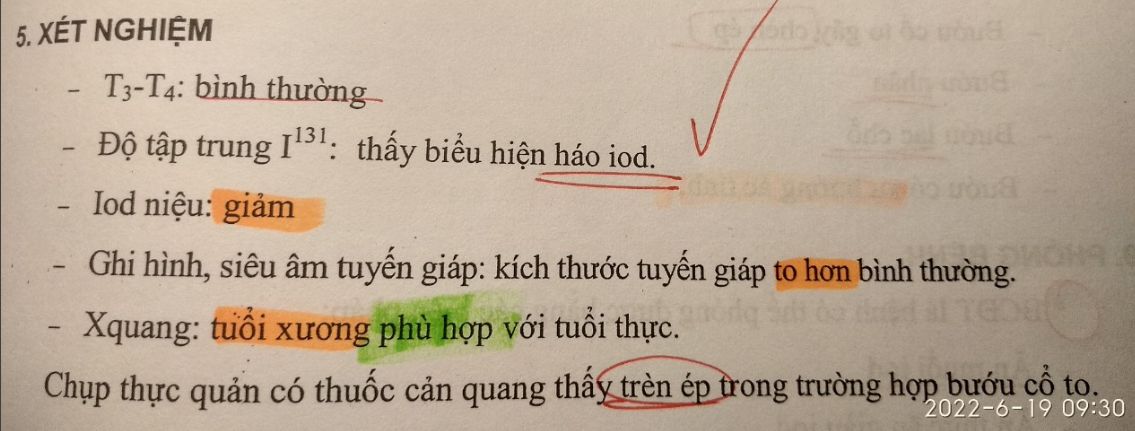 5. XÉT NGHIỆM
- T₃-T₄: bình thường
- Độ tập trung I¹³¹: thấy biểu hiện háo iod.
- Iod niệu: giảm
- Ghi hình, siêu âm tuyến giáp: kích thước tuyến giáp to hơn bình thường.
- Xquang: tuổi xương phù hợp với tuổi thực.
Chụp thực quản có thuốc cản quang thấy trèn ép trong trường hợp bướu cổ to.
2022-6-19 09:30